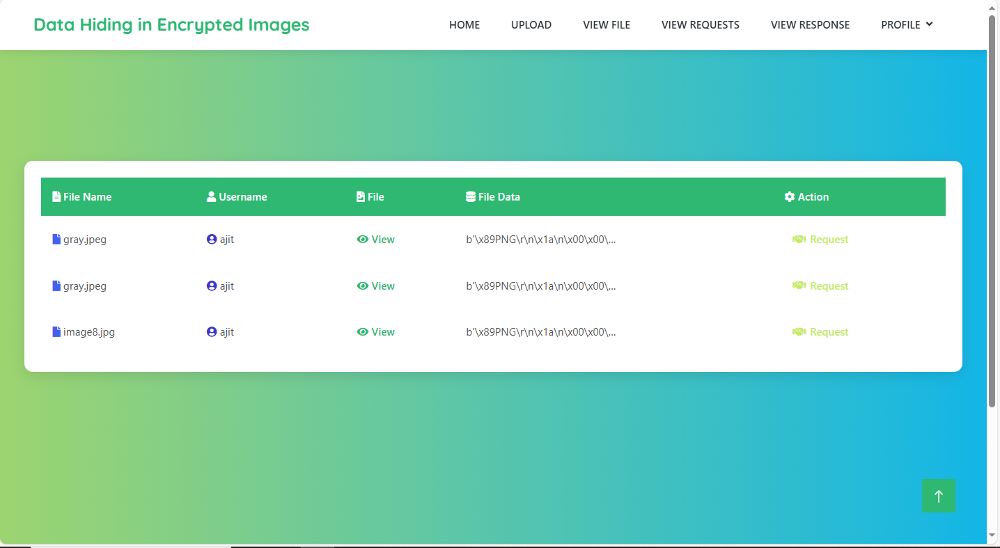 Data Hiding in Encrypted Images HOME UPLOAD VIEW FILE VIEW REQUESTS VIEW RESPONSE PROFILE
File Name Username File File Data Action
gray.jpeg ajit View b'\x89PNG\r\n\x1a\n\x00\x00\... Request
gray.jpeg ajit View b'\x89PNG\r\n\x1a\n\x00\x00\... Request
image8.jpg ajit View b'\x89PNG\r\n\x1a\n\x00\x00\... Request